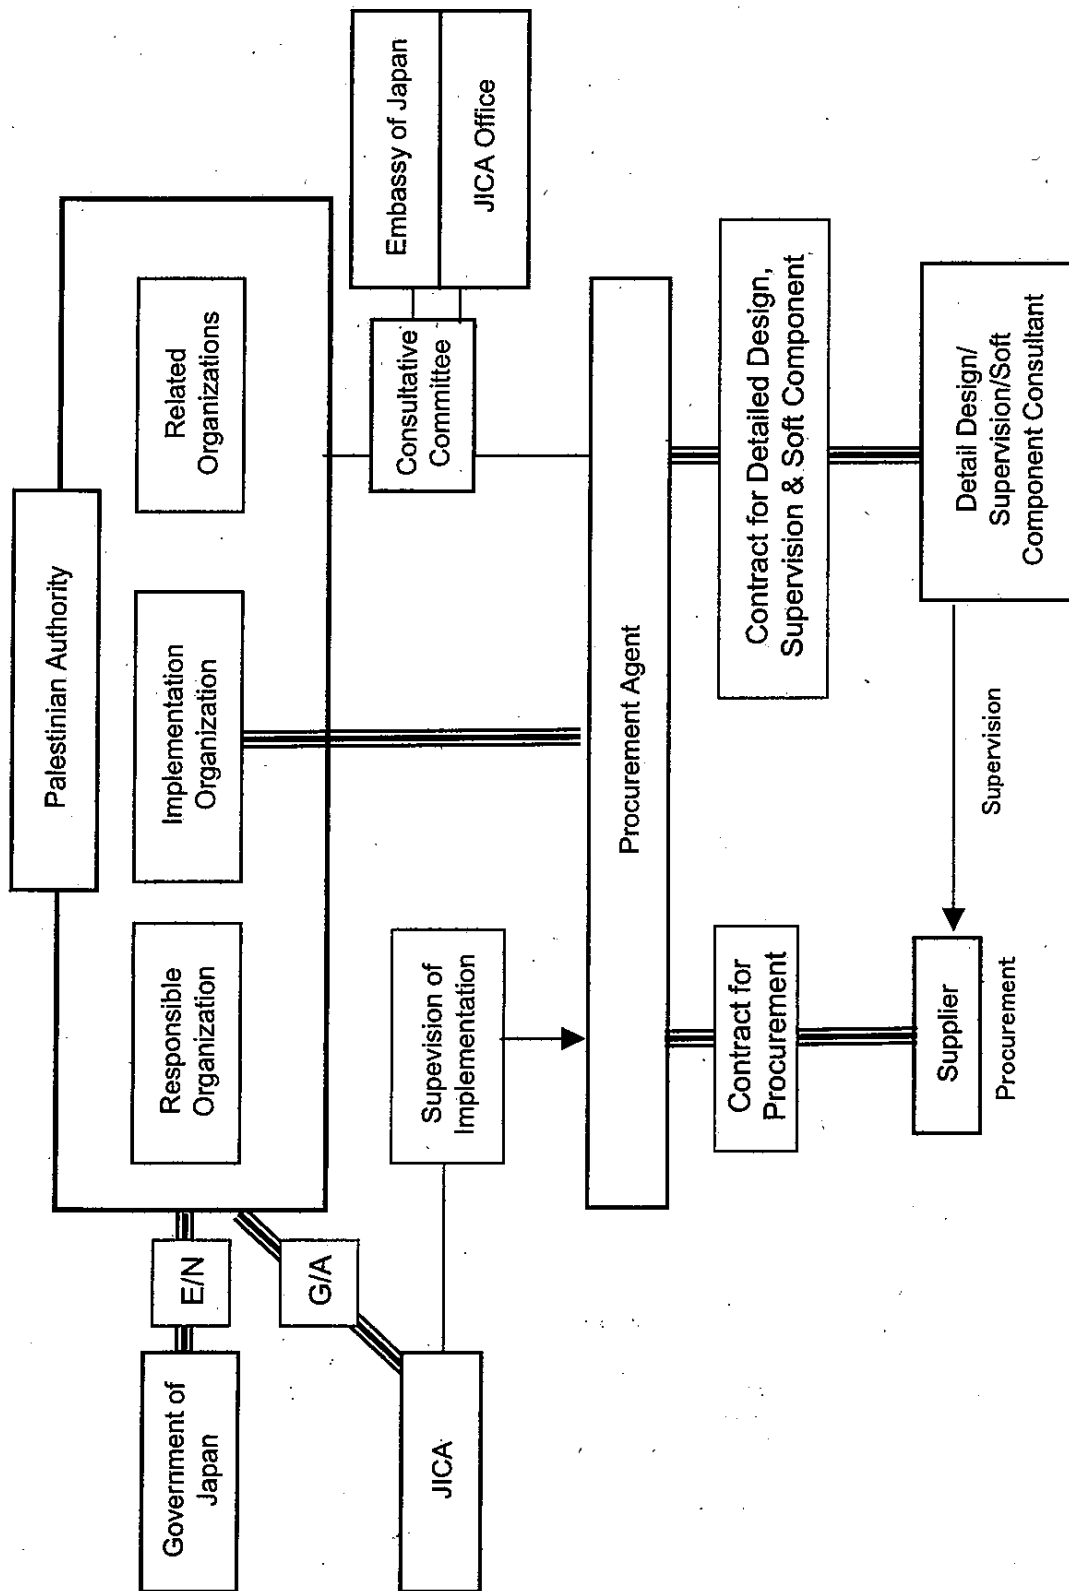 Palestinian Authority
Government of
Japan
E/N
Responsible
Organization
Implementation
Organization
Related
Organizations
G/A
JICA
Supevision of
Implementation
Consultative
Committee
Embassy of Japan
JICA Office
Procurement Agent
Contract for
Procurement
Contract for Detailed Design,
Supervision & Soft Component
Supplier
Procurement
Supervision
Detail Design/
Supervision/Soft
Component Consultant